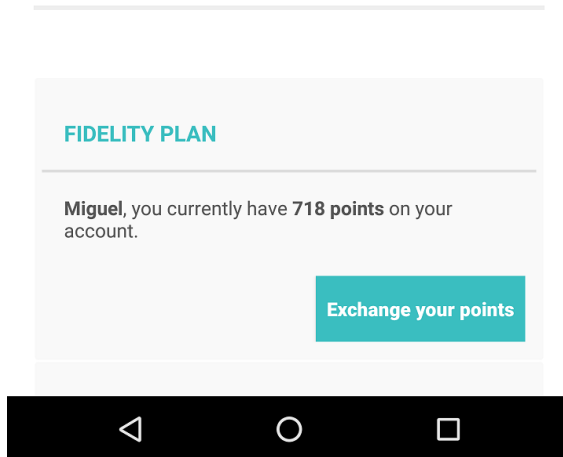 FIDELITY PLAN
Miguel, you currently have 718 points on your
account.
Exchange your points